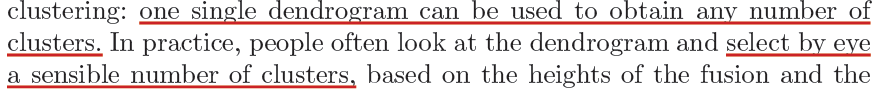 clustering: one single dendrogram can be used to obtain any number of
clusters. In practice, people often look at the dendrogram and select by eye
a sensible number of clusters, based on the heights of the fusion and the